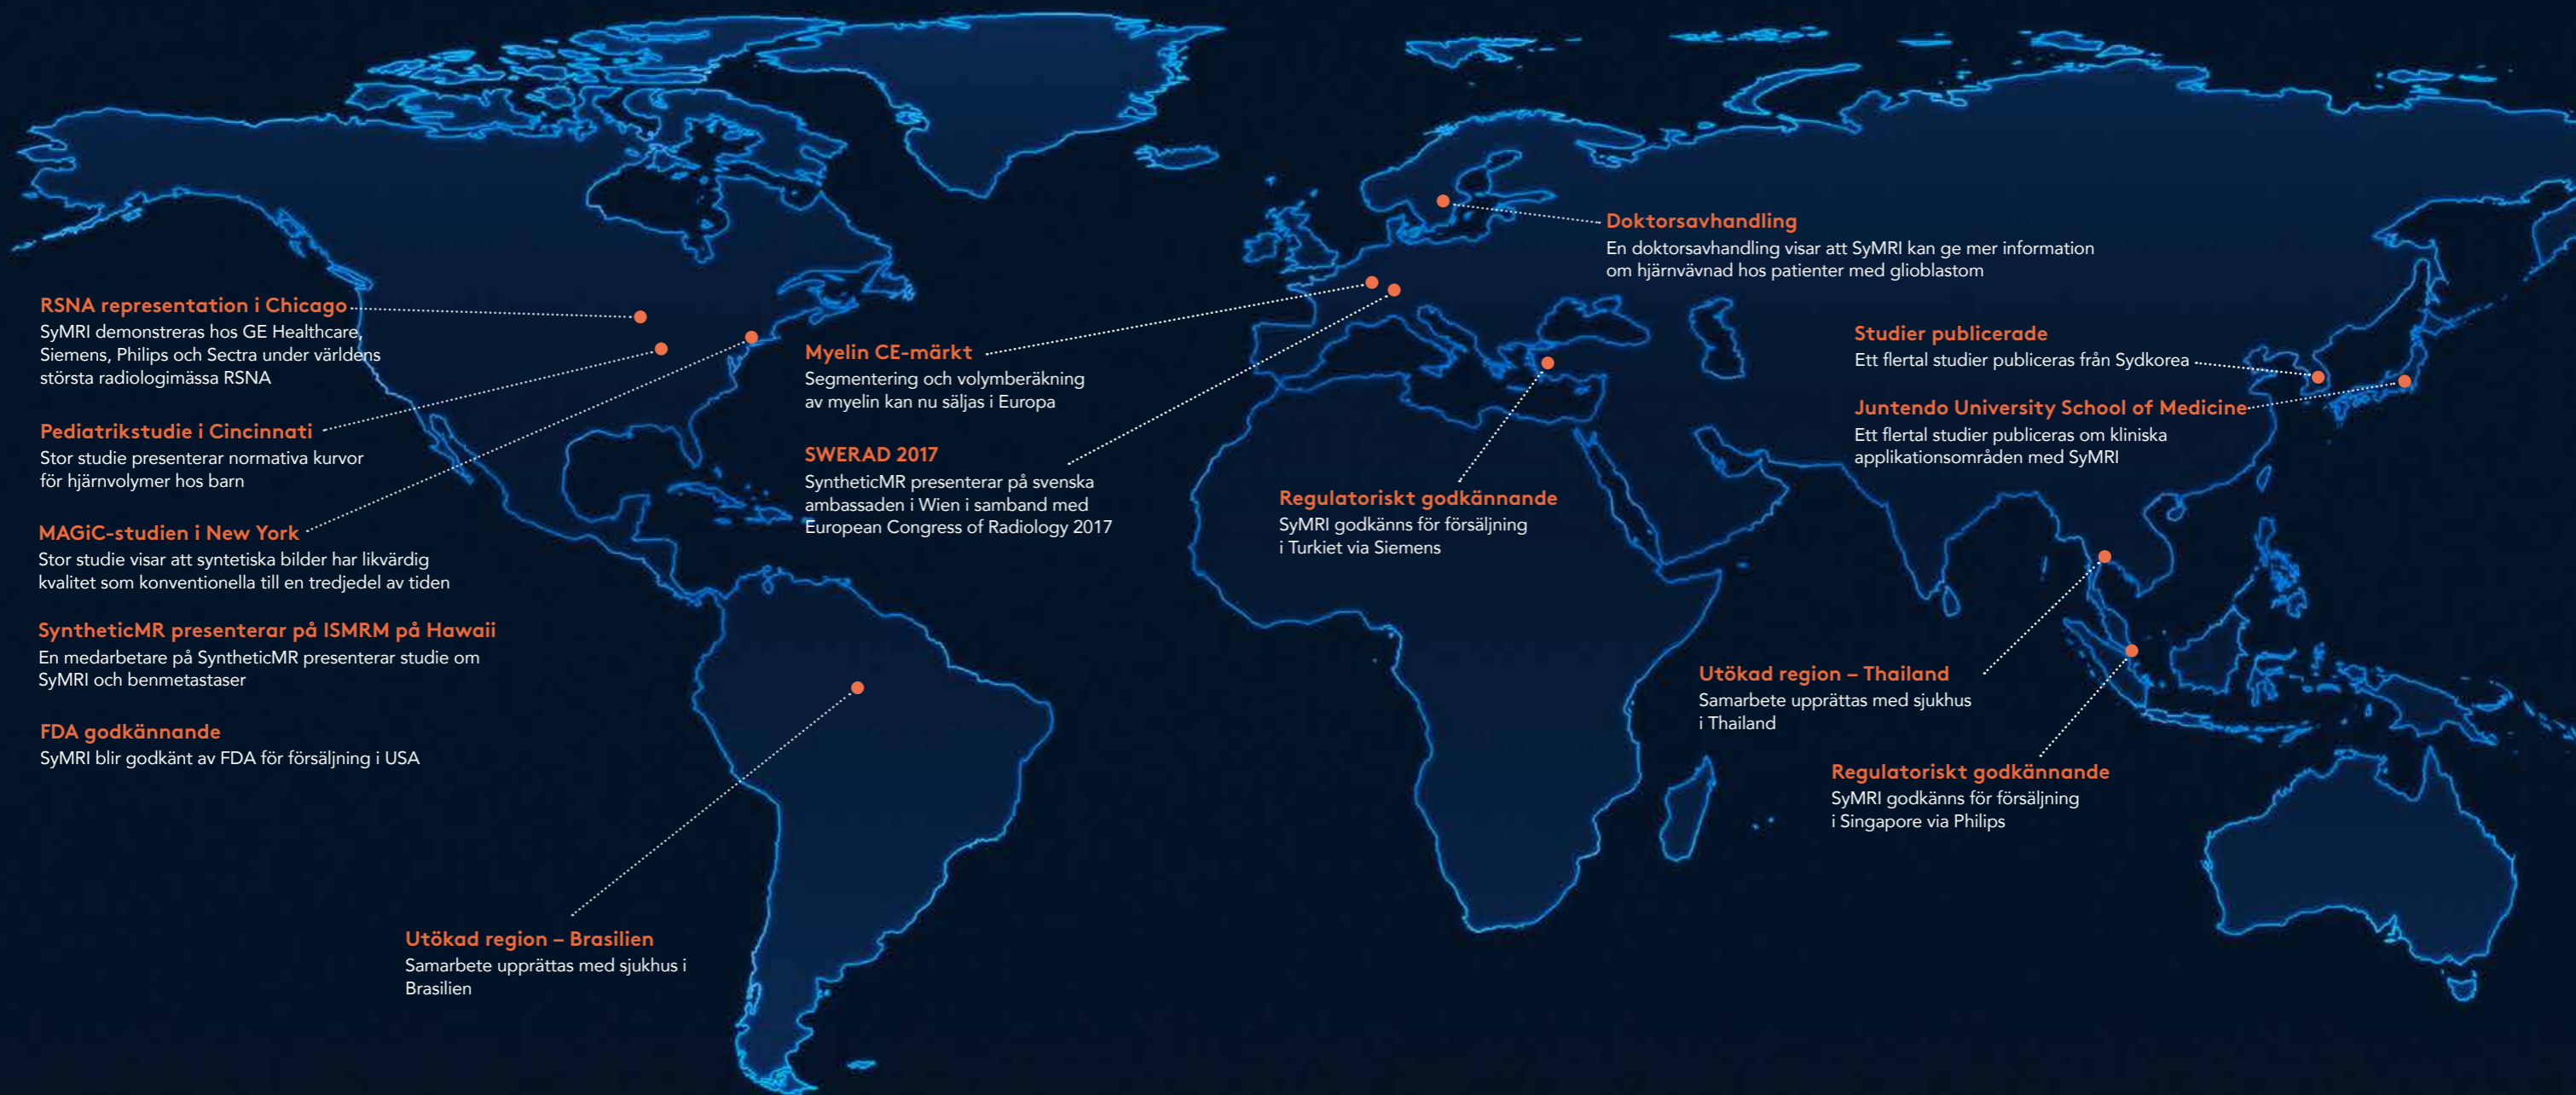 RSNA representation i Chicago
SyMRI demonstreras hos GE Healthcare,
Siemens, Philips och Sectra under världens
största radiologimässa RSNA
Pediatrikstudie i Cincinnati
Stor studie presenterar normativa kurvor
för hjärnvolymer hos barn
MAGiC-studien i New York
Stor studie visar att syntetiska bilder har likvärdig
kvalitet som konventionella till en tredjedel av tiden
SyntheticMR presenterar på ISMRM på Hawaii
En medarbetare på SyntheticMR presenterar studie om
SyMRI och benmetastaser
FDA godkännande
SyMRI blir godkänt av FDA för försäljning i USA
Utökad region – Brasilien
Samarbete upprättas med sjukhus i
Brasilien
Myelin CE-märkt
Segmentering och volymberäkning
av myelin kan nu säljas i Europa
SWERAD 2017
SyntheticMR presenterar på svenska
ambassaden i Wien i samband med
European Congress of Radiology 2017
Doktorsavhandling
En doktorsavhandling visar att SyMRI kan ge mer information
om hjärnvävnad hos patienter med glioblastom
Regulatoriskt godkännande
SyMRI godkänns för försäljning
i Turkiet via Siemens
Studier publicerade
Ett flertal studier publiceras från Sydkorea
Juntendo University School of Medicine
Ett flertal studier publiceras om kliniska
applikationsområden med SyMRI
Utökad region – Thailand
Samarbete upprättas med sjukhus
i Thailand
Regulatoriskt godkännande
SyMRI godkänns för försäljning
i Singapore via Philips